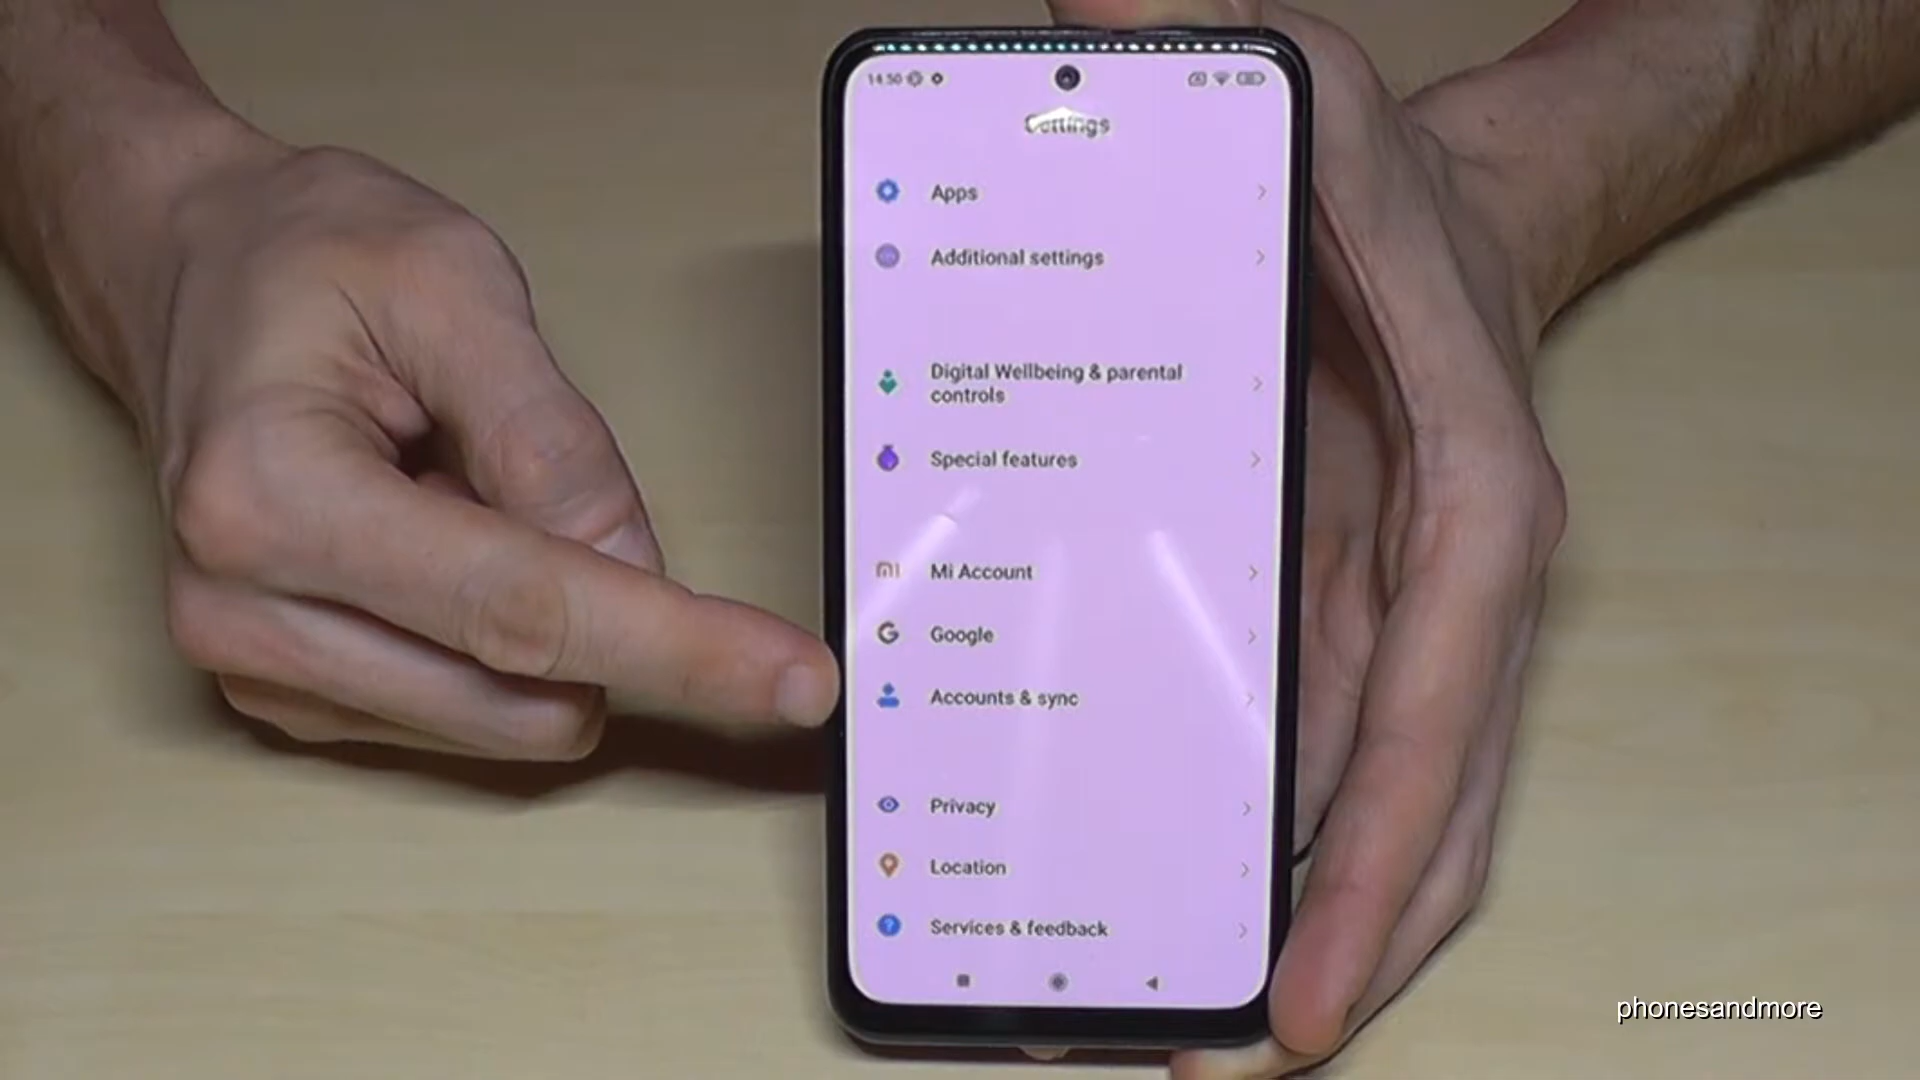 14:50
Settings
Apps
Additional settings
Digital Wellbeing & parental
controls
Special features
Mi Account
Google
Accounts & sync
Privacy
Location
Services & feedback
phonesandmore